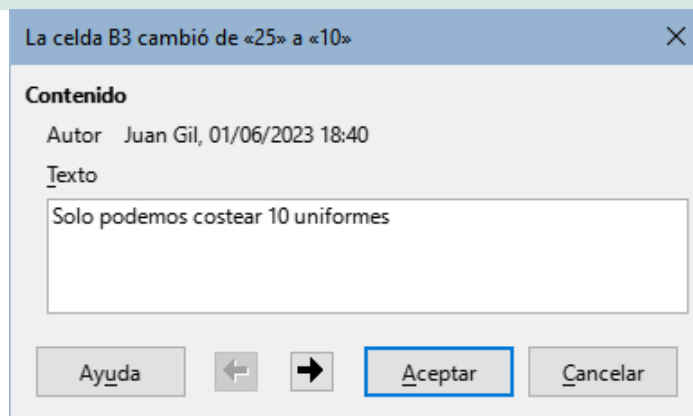 La celda B3 cambió de «25» a «10»
Contenido
Autor Juan Gil, 01/06/2023 18:40
Texto
Solo podemos costear 10 uniformes
Ayuda
Aceptar
Cancelar